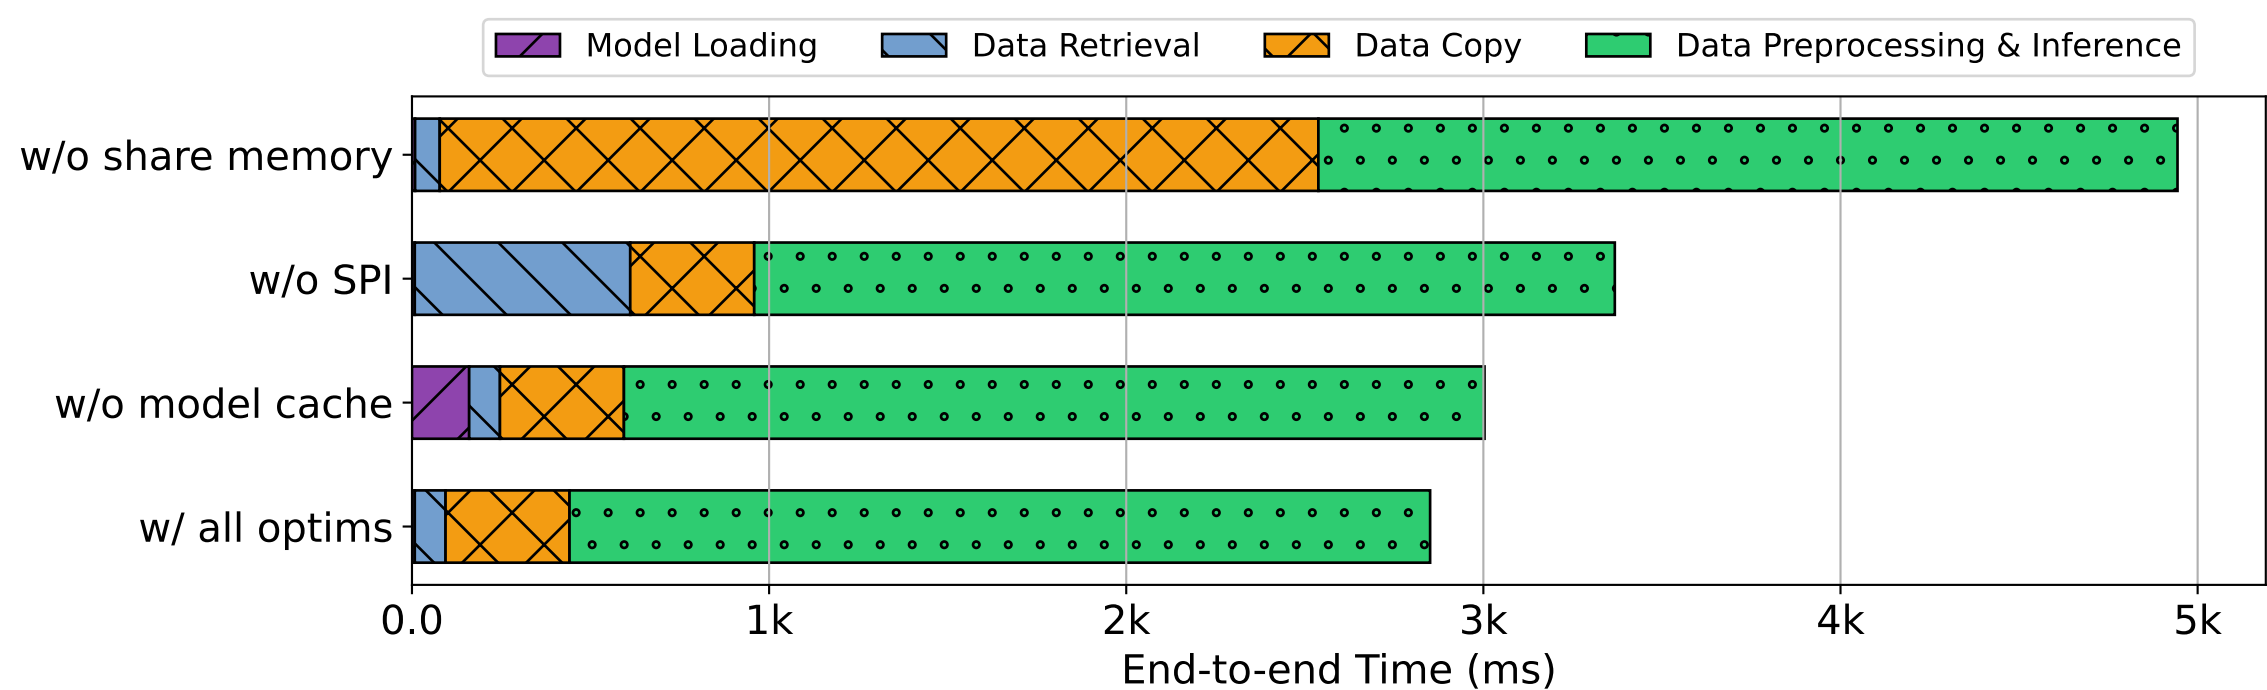 Model Loading Data Retrieval Data Copy Data Preprocessing & Inference
w/o share memory
w/o SPI
w/o model cache
w/ all optims
0.0 1k 2k 3k 4k 5k
End-to-end Time (ms)